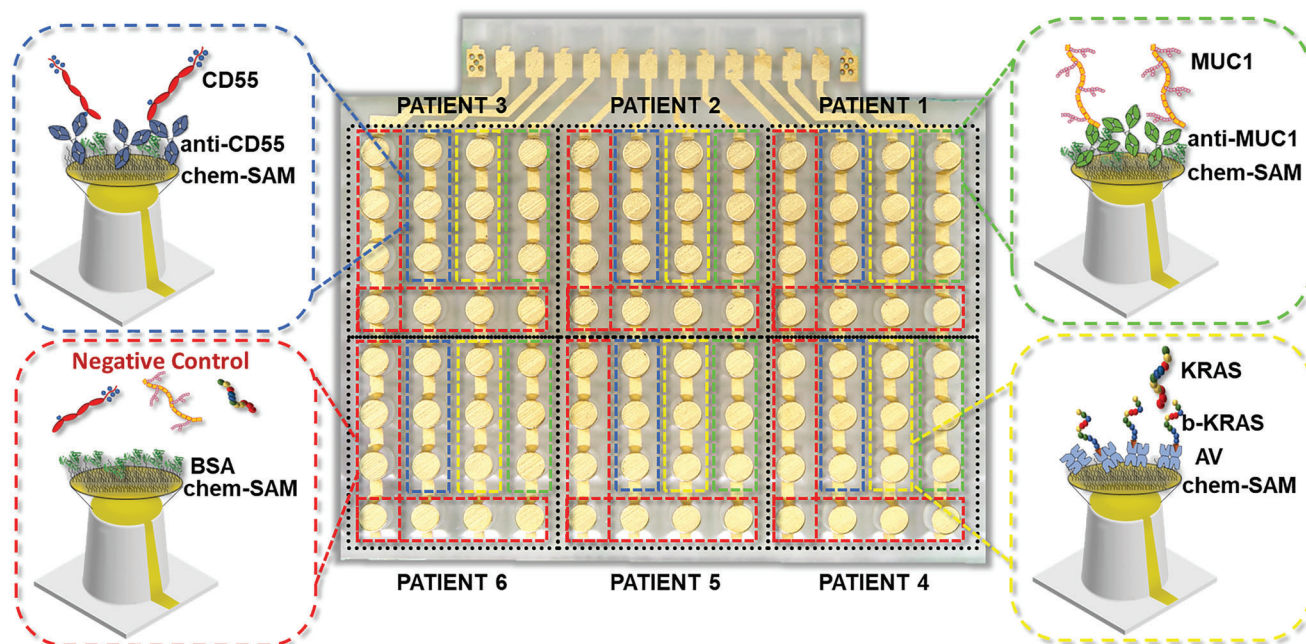 CD55
anti-CD55
chem-SAM
PATIENT 3
PATIENT 2
PATIENT 1
MUC1
anti-MUC1
chem-SAM
Negative Control
BSA
chem-SAM
KRAS
b-KRAS
AV
chem-SAM
PATIENT 6
PATIENT 5
PATIENT 4